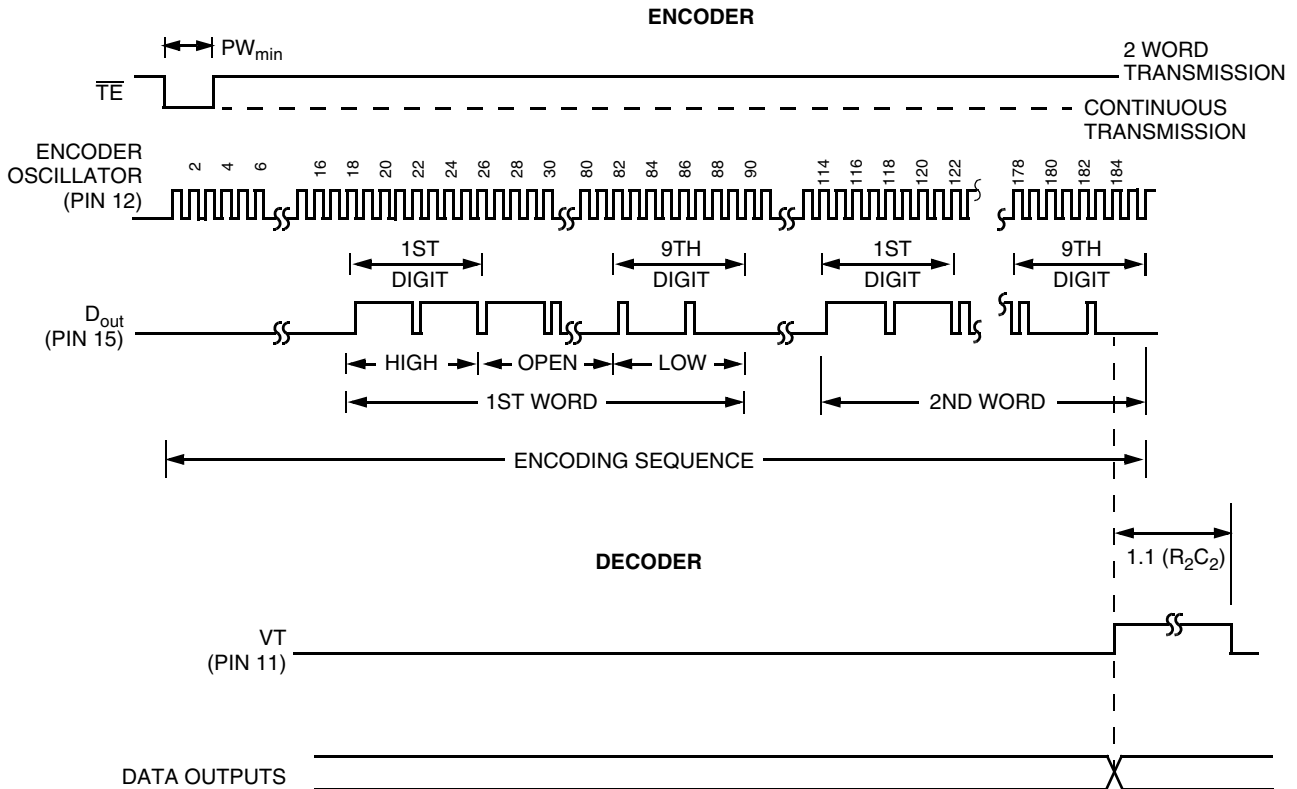 ENCODER
PWmin
TE
2 WORD
TRANSMISSION
CONTINUOUS
TRANSMISSION
ENCODER
OSCILLATOR
(PIN 12)
2 4 6 16 18 20 22 24 26 28 30 80 82 84 86 88 90 114 116 118 120 122 178 180 182 184
1ST
DIGIT
9TH
DIGIT
1ST
DIGIT
9TH
DIGIT
Dout
(PIN 15)
HIGH OPEN LOW
1ST WORD
2ND WORD
ENCODING SEQUENCE
DECODER
1.1 (R2C2)
VT
(PIN 11)
DATA OUTPUTS